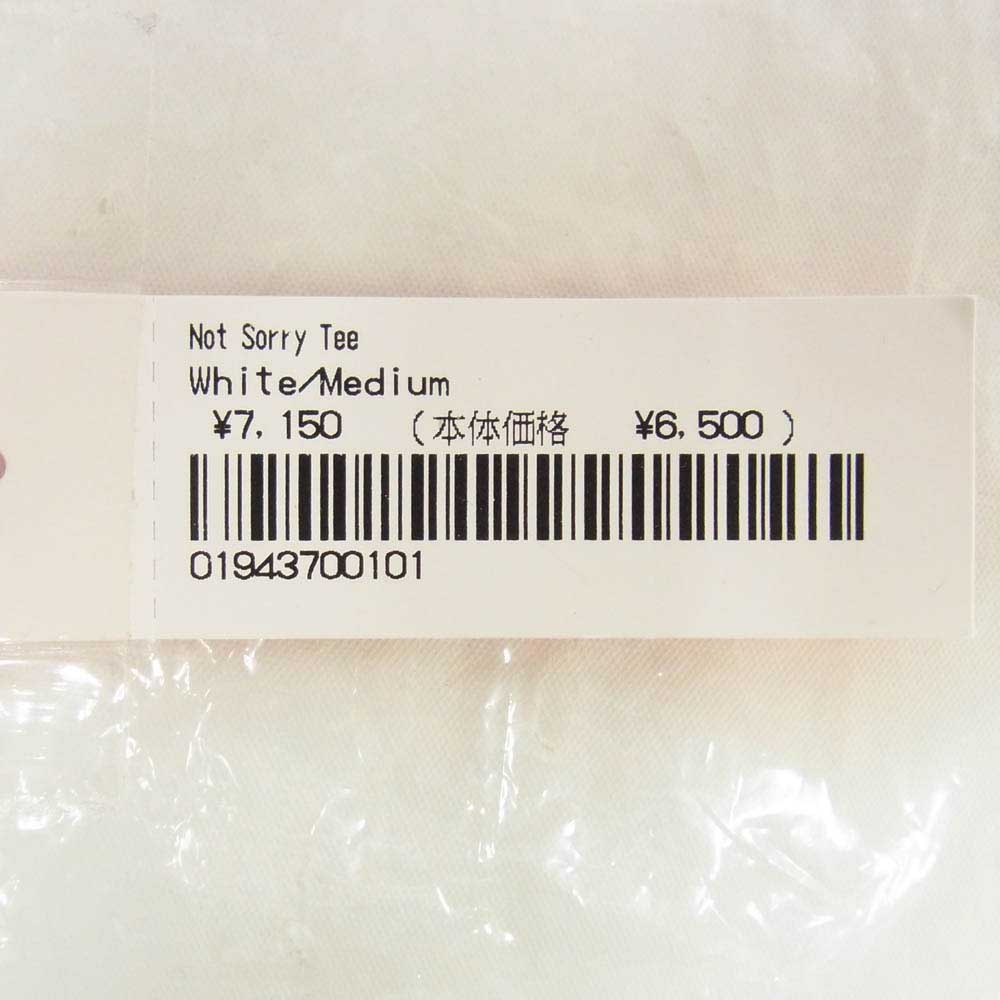 Not Sorry Tee
White/Medium
¥7,150 (本体価格 ¥6,500)
01943700101